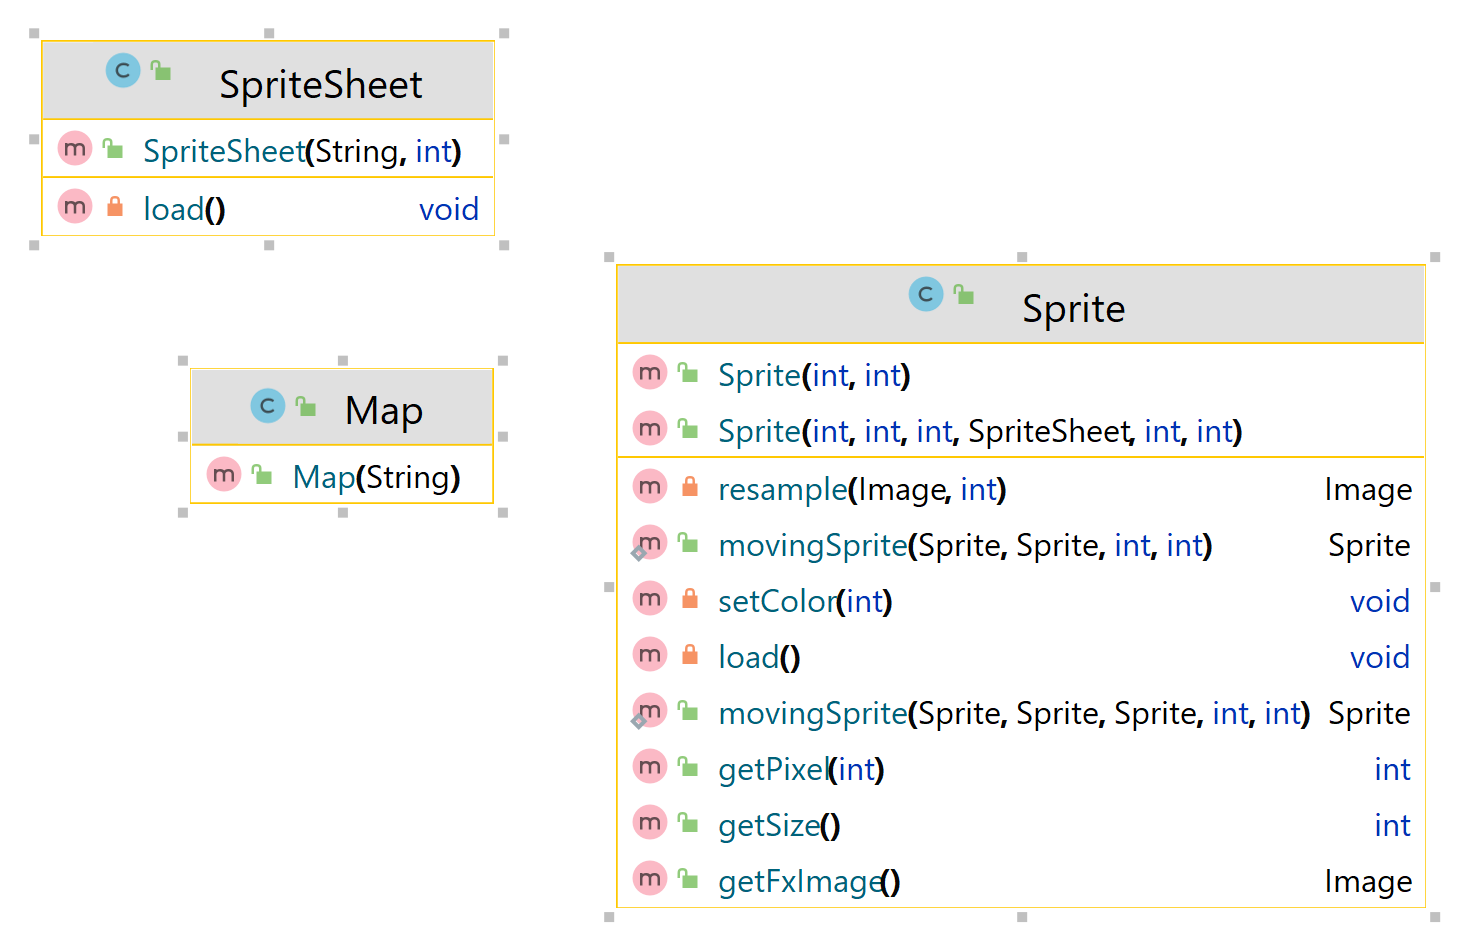 SpriteSheet
SpriteSheet(String, int)
load() void
Map
Map(String)
Sprite
Sprite(int, int)
Sprite(int, int, int, SpriteSheet, int, int)
resample(Image, int) Image
movingSprite(Sprite, Sprite, int, int) Sprite
setColor(int) void
load() void
movingSprite(Sprite, Sprite, Sprite, int, int) Sprite
getPixel(int) int
getSize() int
getFxImage() Image